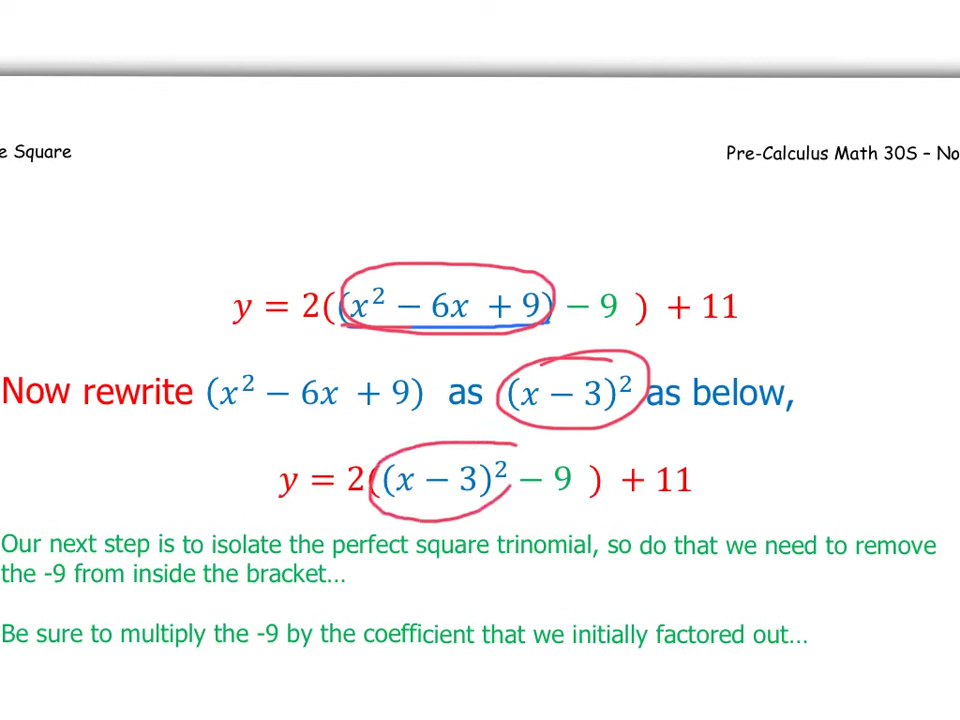 e Square
Pre-Calculus Math 30S – No
y = 2((x² − 6x + 9) − 9 ) + 11
Now rewrite (x² − 6x + 9) as (x − 3)² as below,
y = 2((x − 3)² − 9 ) + 11
Our next step is to isolate the perfect square trinomial, so do that we need to remove
the -9 from inside the bracket…
Be sure to multiply the -9 by the coefficient that we initially factored out…